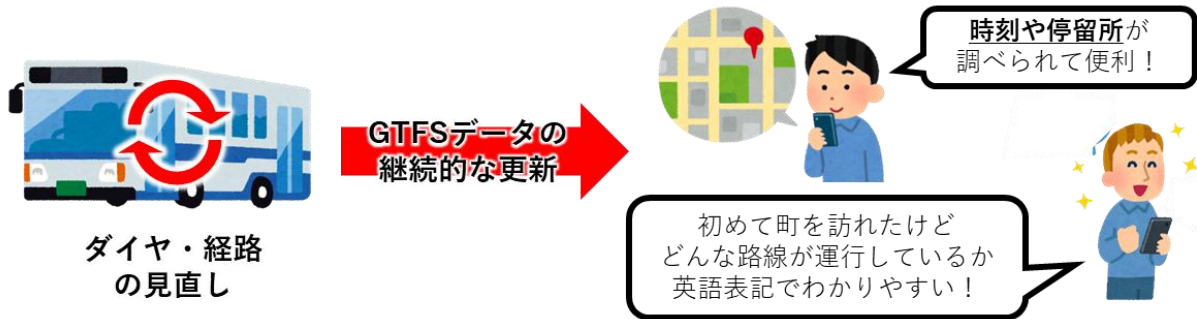 ダイヤ・経路
の見直し
GTFSデータの
継続的な更新
時刻や停留所が
調べられて便利！
初めて町を訪れたけど
どんな路線が運行しているか
英語表記でわかりやすい！